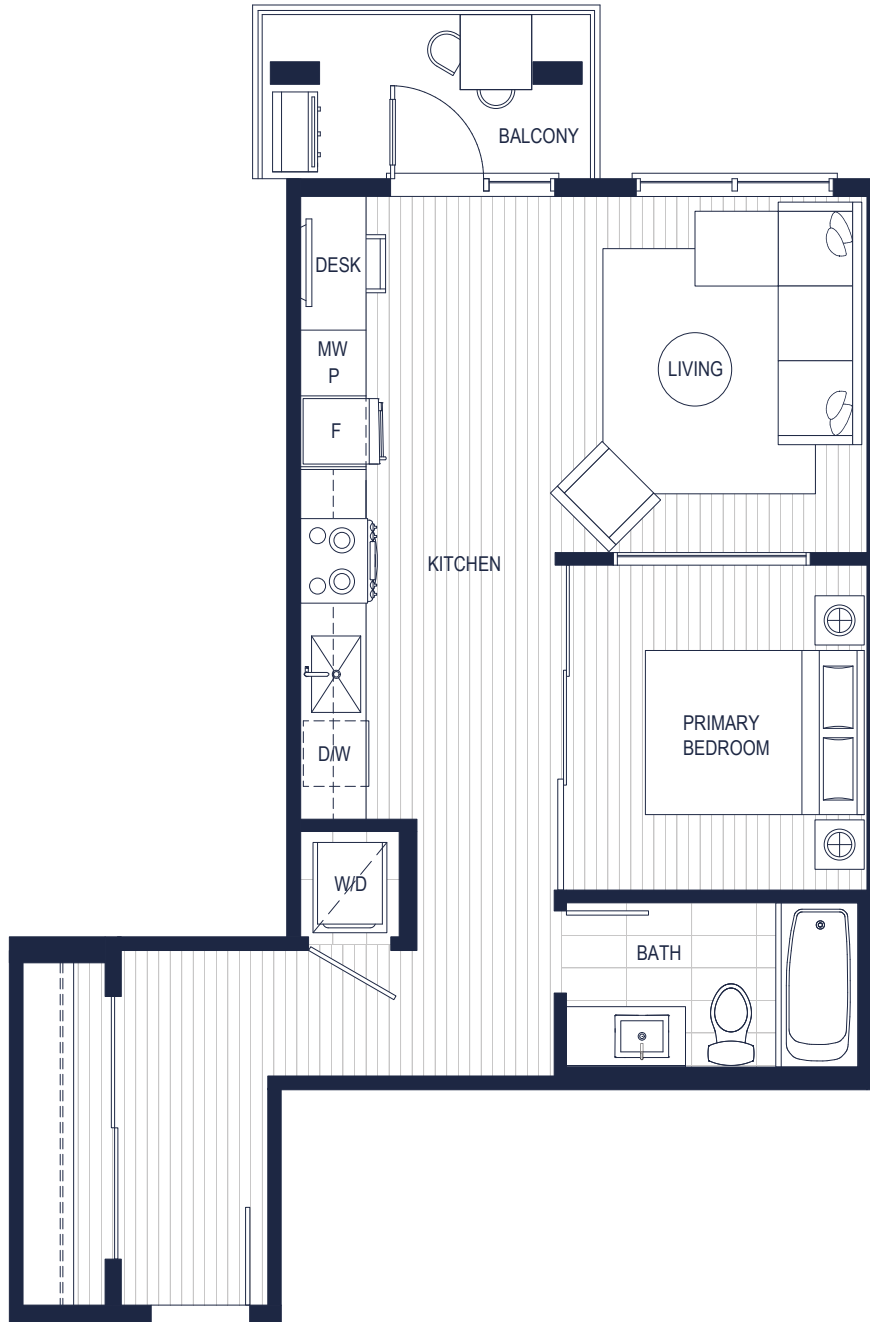 BALCONY
DESK
MW
P
LIVING
F
KITCHEN
PRIMARY
BEDROOM
D/W
W/D
BATH